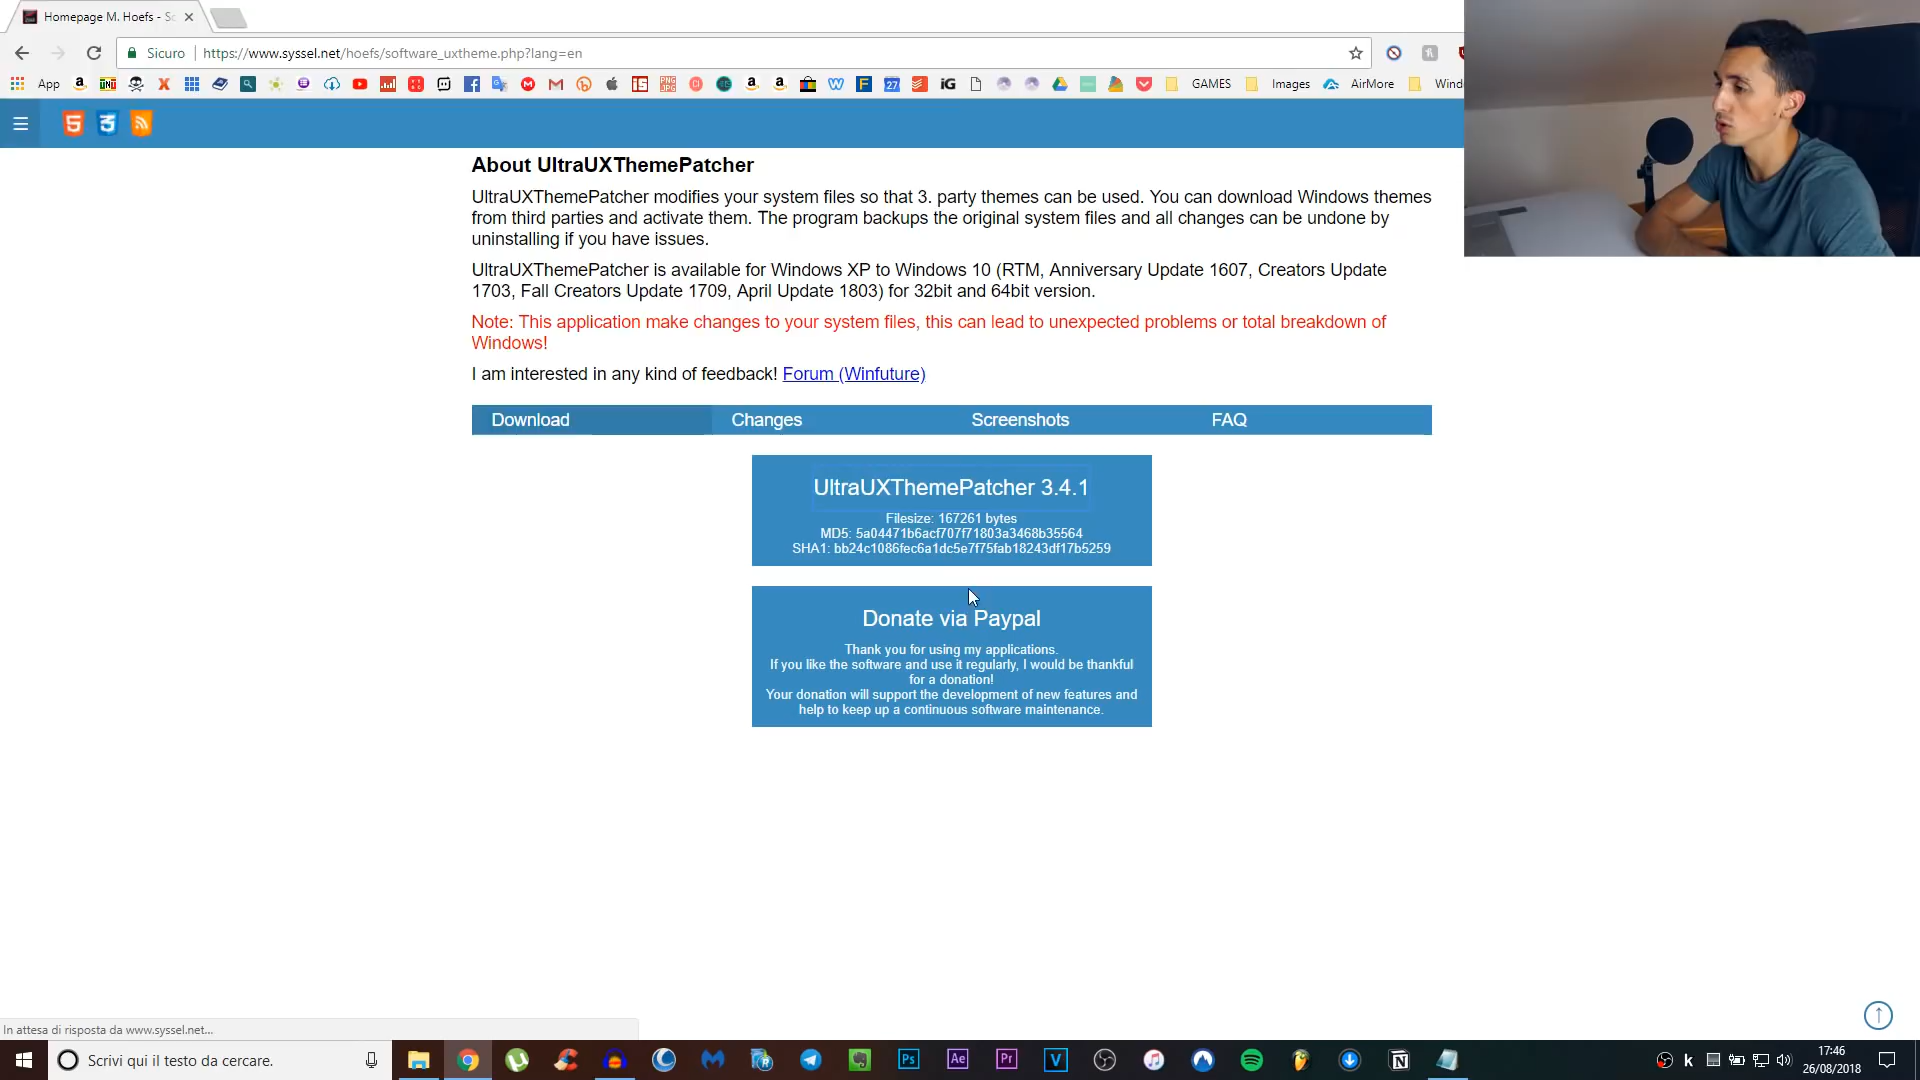 Homepage M. Hoefs - Sc
Sicuro
https://www.syssel.net/hoefs/software_uxtheme.php?lang=en
App
GAMES
Images
AirMore
Wind
About UltraUXThemePatcher
UltraUXThemePatcher modifies your system files so that 3. party themes can be used. You can download Windows themes
from third parties and activate them. The program backups the original system files and all changes can be undone by
uninstalling if you have issues.
UltraUXThemePatcher is available for Windows XP to Windows 10 (RTM, Anniversary Update 1607, Creators Update
1703, Fall Creators Update 1709, April Update 1803) for 32bit and 64bit version.
Note: This application make changes to your system files, this can lead to unexpected problems or total breakdown of
Windows!
I am interested in any kind of feedback! Forum (Winfuture)
Download
Changes
Screenshots
FAQ
UltraUXThemePatcher 3.4.1
Filesize: 167261 bytes
MD5: 5a04471b6acf707f71803a3468b35564
SHA1: bb24c1086fec6a1dc5e7f75fab18243df17b5259
Donate via Paypal
Thank you for using my applications.
If you like the software and use it regularly, I would be thankful
for a donation!
Your donation will support the development of new features and
help to keep up a continuous software maintenance.
In attesa di risposta da www.syssel.net...
Scrivi qui il testo da cercare.
Ps
Ae
Pr
17:46
26/08/2018